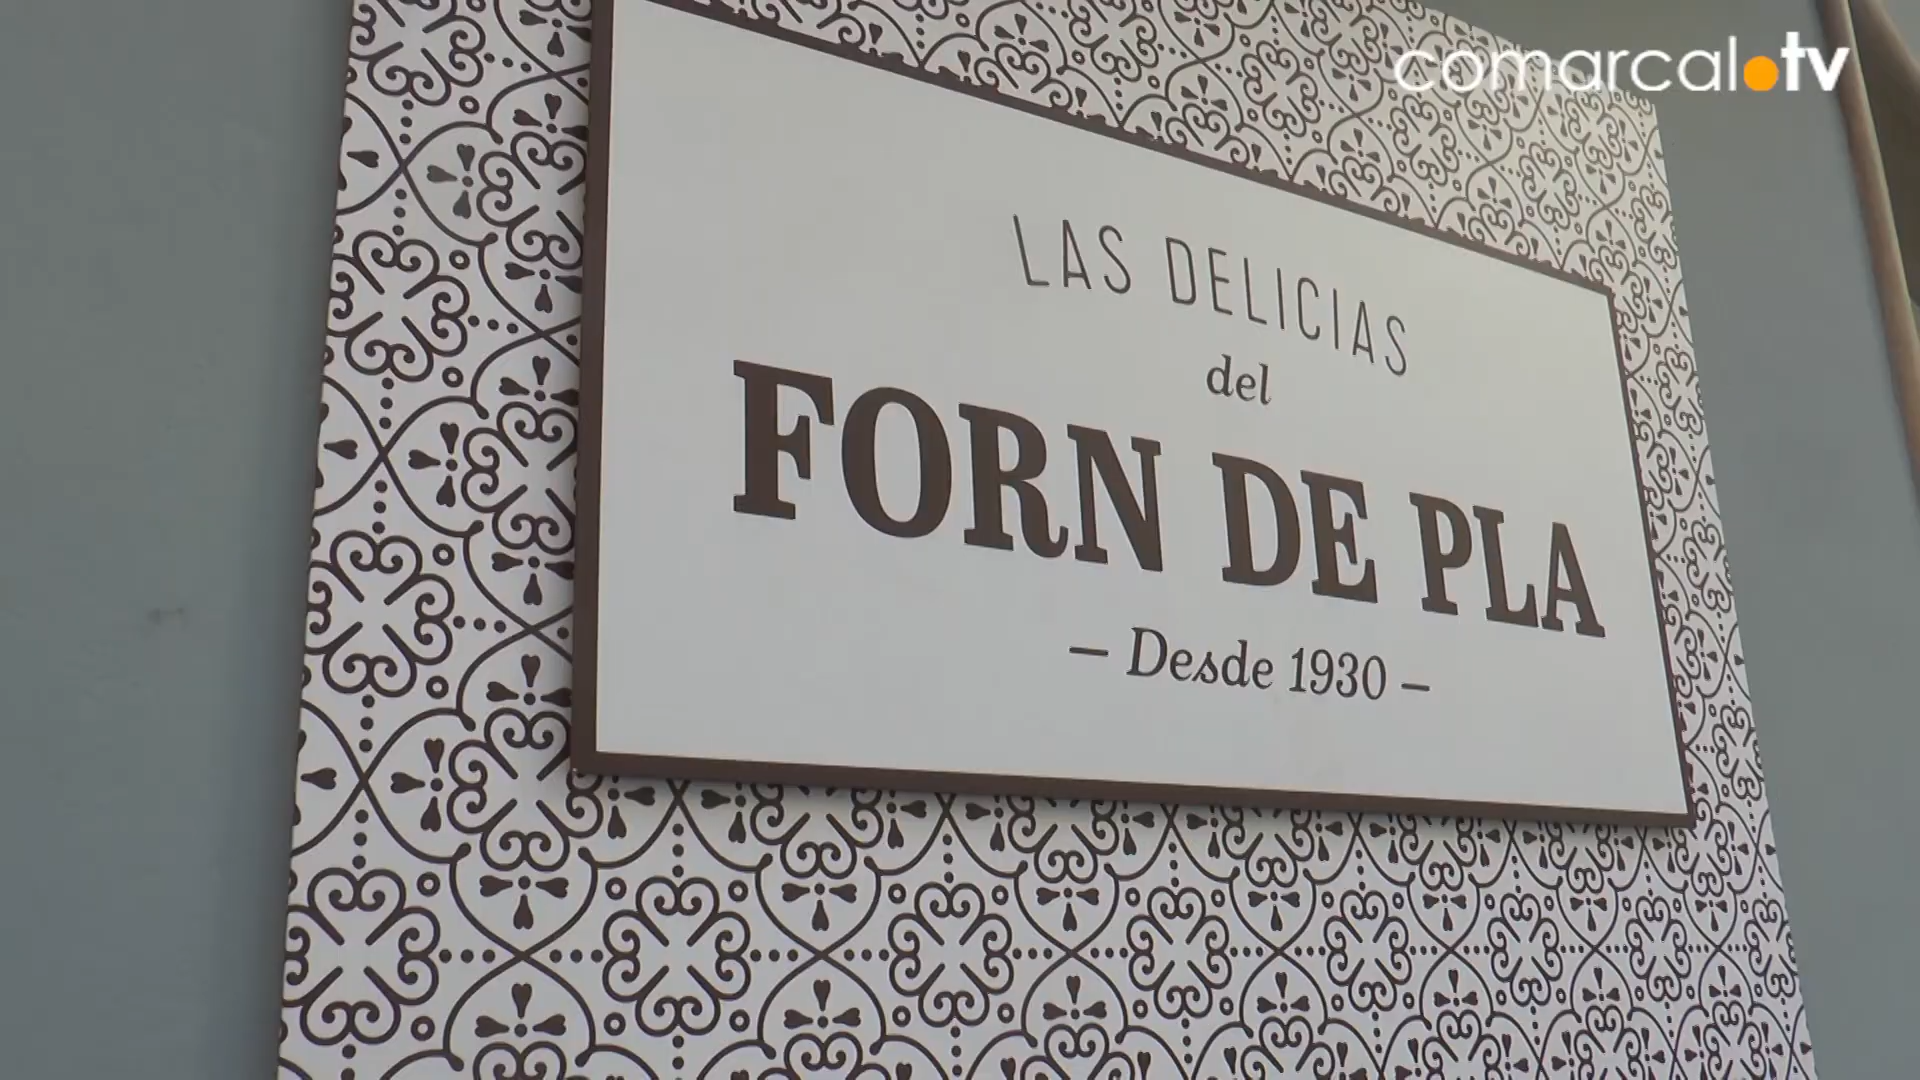 comarcal.tv
LAS DELICIAS
del
FORN DE PLA
– Desde 1930 –